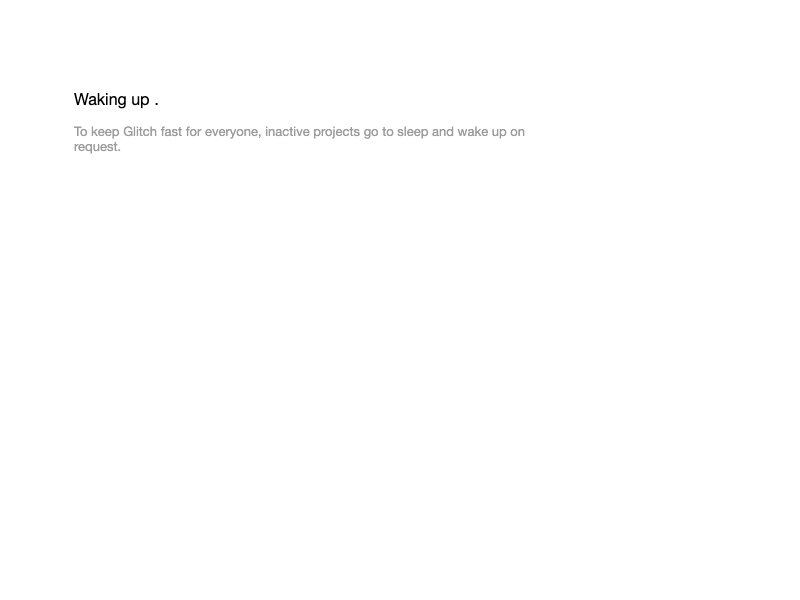 Waking up .
To keep Glitch fast for everyone, inactive projects go to sleep and wake up on
request.